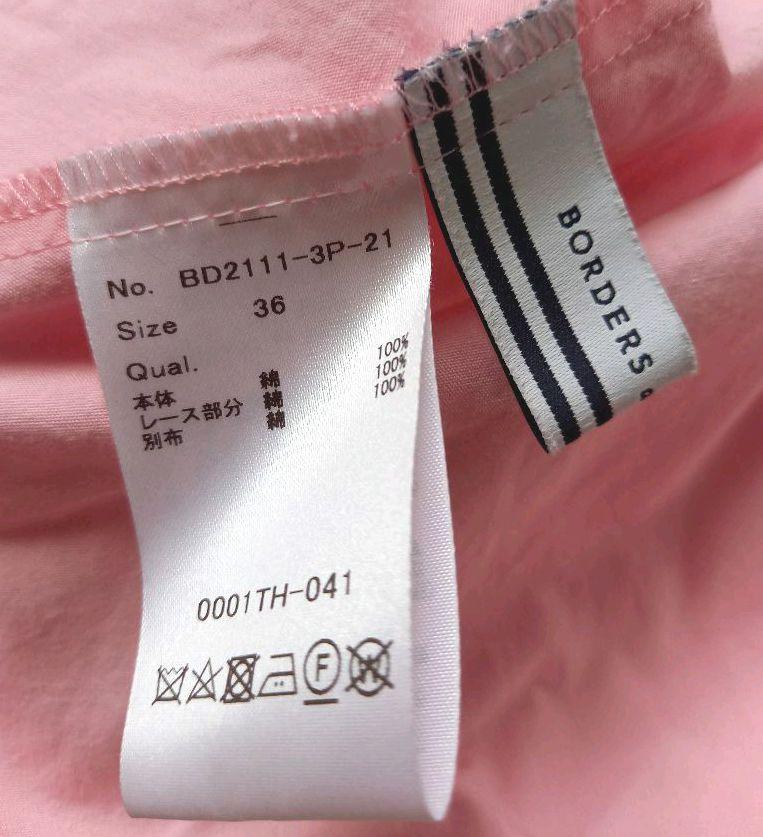 No. BD2111-3P-21
Size 36
Qual.
本体 綿 100%
レース部分 綿 100%
別布 綿 100%
0001TH-041
F
W
BORDERS